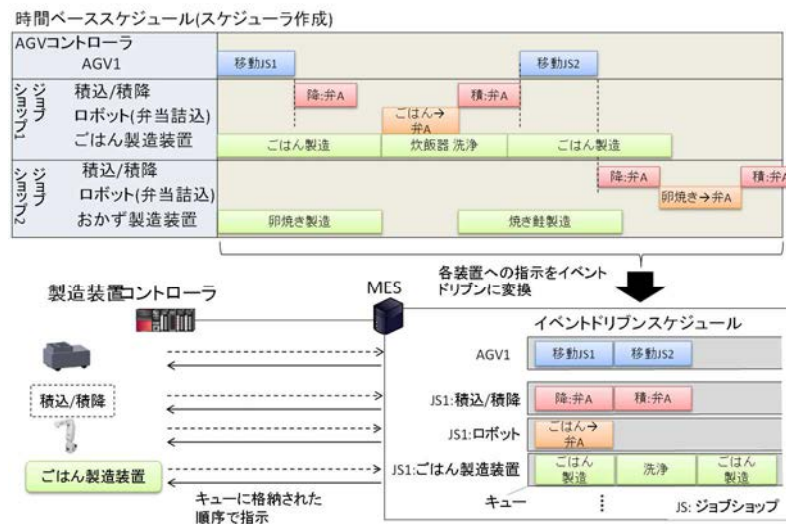 時間ベーススケジュール(スケジューラ作成)
AGVコントローラ
AGV1
移動JS1
移動JS2
ジョブ
ショップ1
積込/積降
降:弁A
積:弁A
ロボット(弁当詰込)
ごはん→
弁A
ごはん製造装置
ごはん製造
炊飯器 洗浄
ごはん製造
ジョブ
ショップ2
積込/積降
降:弁A
積:弁A
ロボット(弁当詰込)
卵焼き→弁A
おかず製造装置
卵焼き製造
焼き鮭製造
各装置への指示をイベント
ドリブンに変換
製造装置コントローラ
MES
イベントドリブンスケジュール
AGV1
移動JS1
移動JS2
積込/積降
JS1:積込/積降
降:弁A
積:弁A
JS1:ロボット
ごはん→
弁A
ごはん製造装置
JS1:ごはん製造装置
ごはん
製造
洗浄
ごはん
製造
キューに格納された
順序で指示
キュー
JS: ジョブショップ